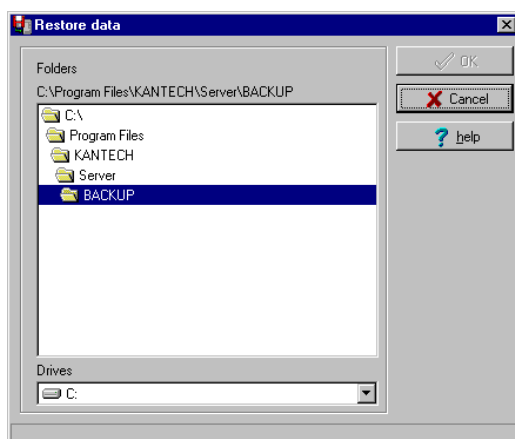 Restore data
Folders
C:\Program Files\KANTECH\Server\BACKUP
C:\
Program Files
KANTECH
Server
BACKUP
Drives
C:
OK
Cancel
help